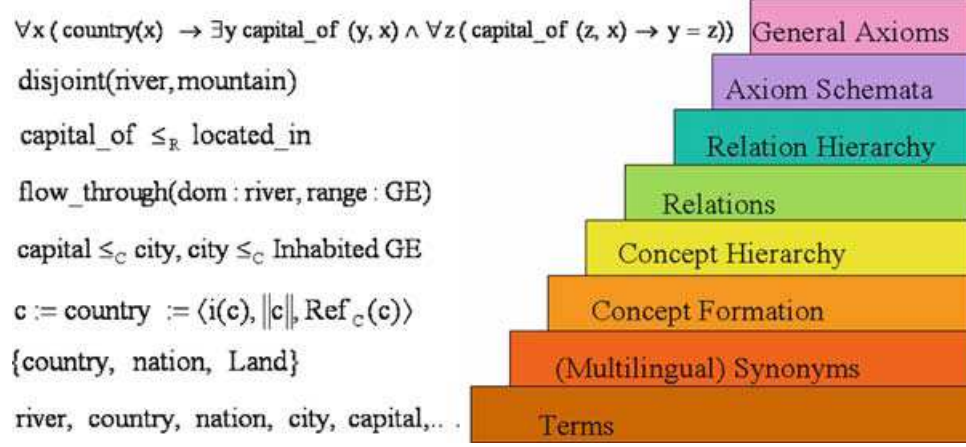 ∀x ( country(x) → ∃y capital_of (y, x) ∧ ∀z ( capital_of (z, x) → y = z)) General Axioms
disjoint(river, mountain) Axiom Schemata
capital_of ≤R located_in Relation Hierarchy
flow_through(dom : river, range : GE) Relations
capital ≤C city, city ≤C Inhabited GE Concept Hierarchy
c := country := ⟨i(c), ‖c‖, Ref C (c)⟩ Concept Formation
{country, nation, Land} (Multilingual) Synonyms
river, country, nation, city, capital,... Terms